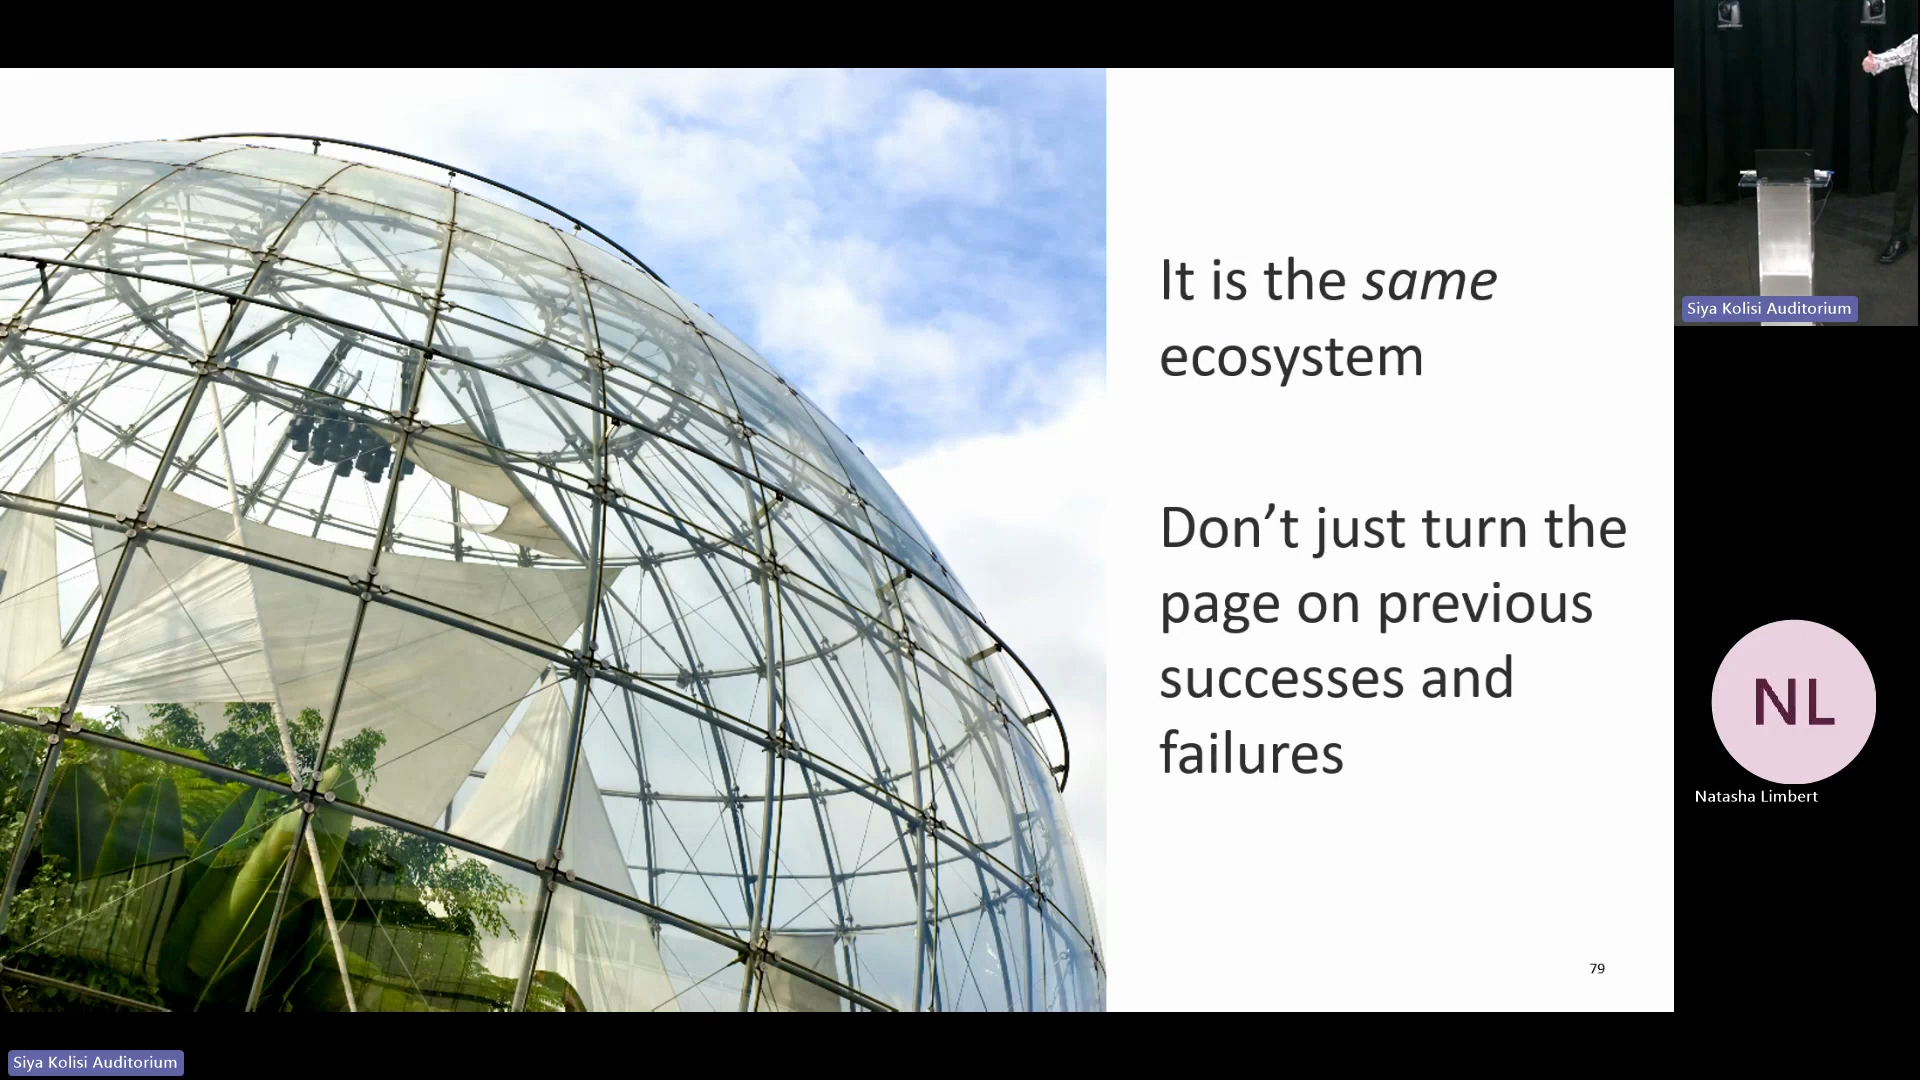 It is the same
ecosystem
Don’t just turn the
page on previous
successes and
failures
79
Siya Kolisi Auditorium
NL
Natasha Limbert
Siya Kolisi Auditorium